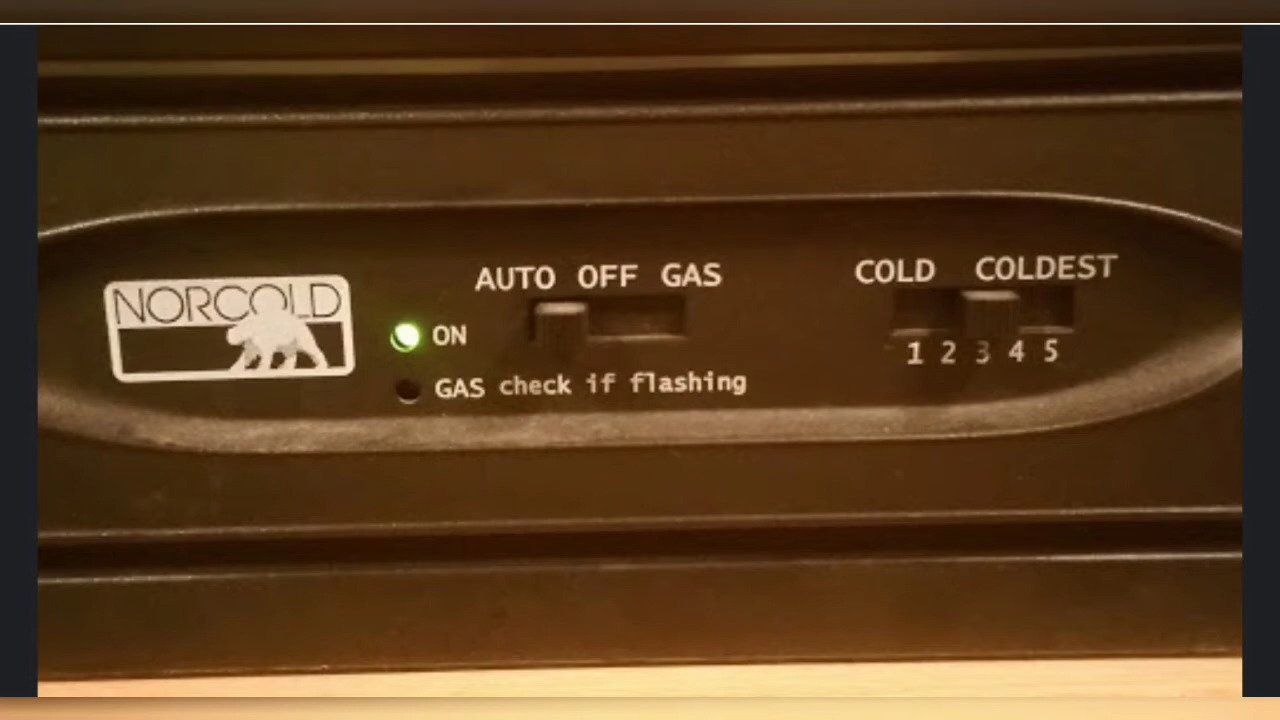 NORCOLD
AUTO OFF GAS
ON
GAS check if flashing
COLD COLDEST
1 2 3 4 5